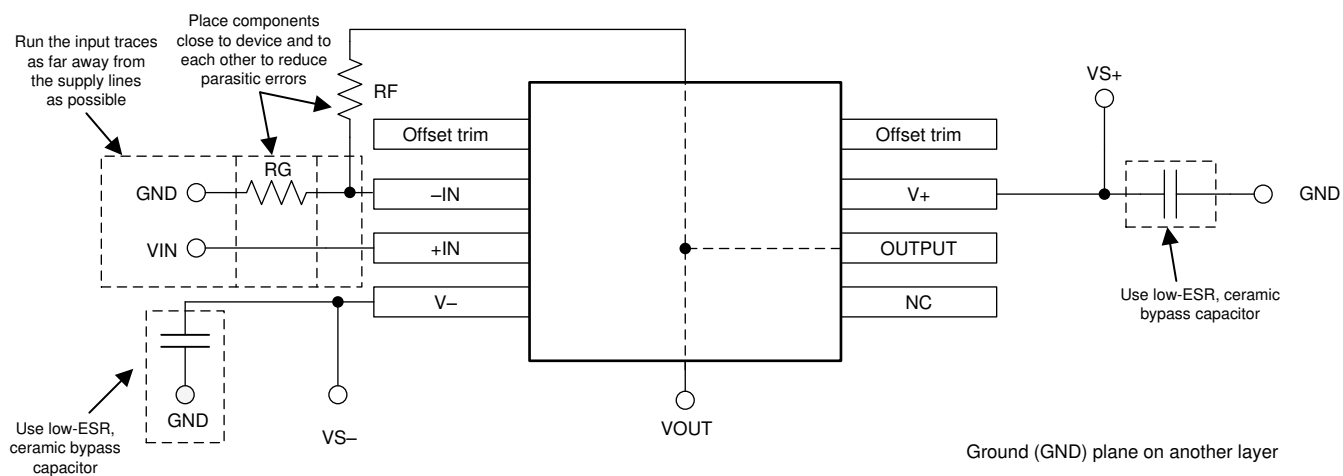 Run the input traces
as far away from
the supply lines
as possible
Place components
close to device and to
each other to reduce
parasitic errors
RF
VS+
Offset trim
Offset trim
RG
GND
–IN
V+
GND
VIN
+IN
OUTPUT
V–
NC
Use low-ESR, ceramic
bypass capacitor
GND
Use low-ESR,
ceramic bypass
capacitor
VS–
VOUT
Ground (GND) plane on another layer